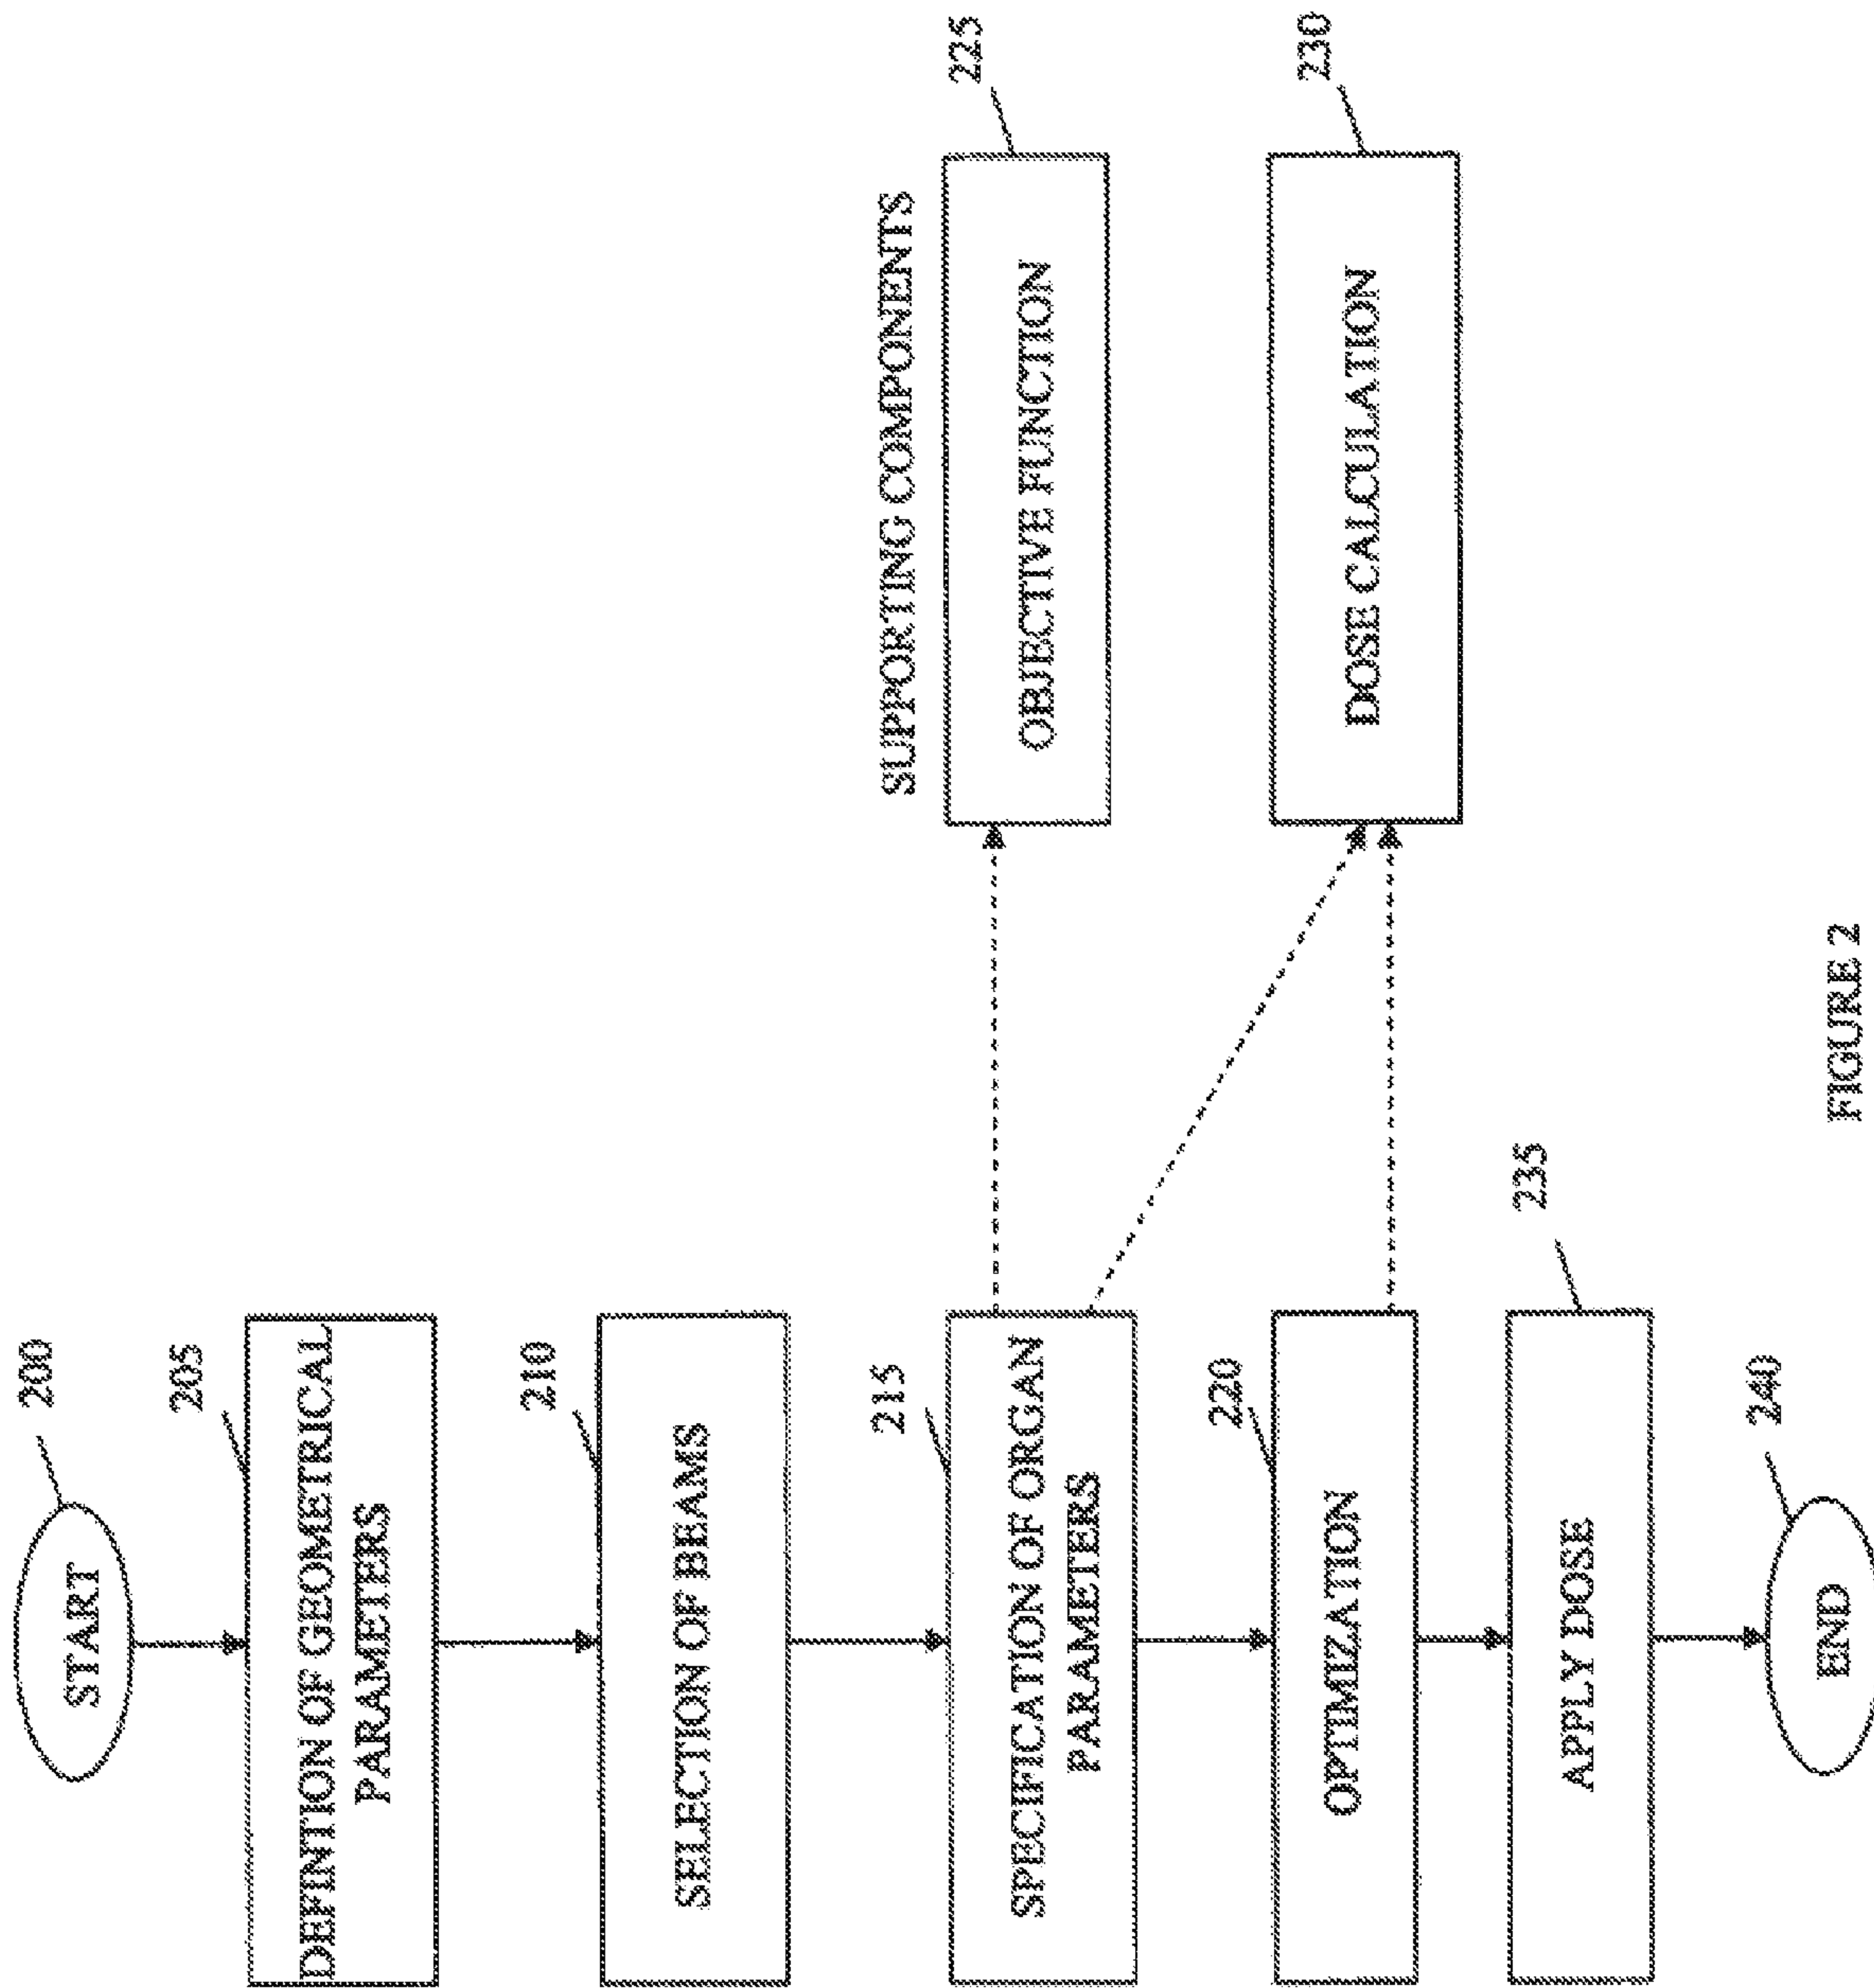 START
200
DEFINITION OF GEOMETRICAL
PARAMETERS
205
SELECTION OF BEAMS
210
SPECIFICATION OF ORGAN
PARAMETERS
215
OPTIMIZATION
220
APPLY DOSE
235
END
240
SUPPORTING COMPONENTS
OBJECTIVE FUNCTION
225
DOSE CALCULATION
230
FIGURE 2